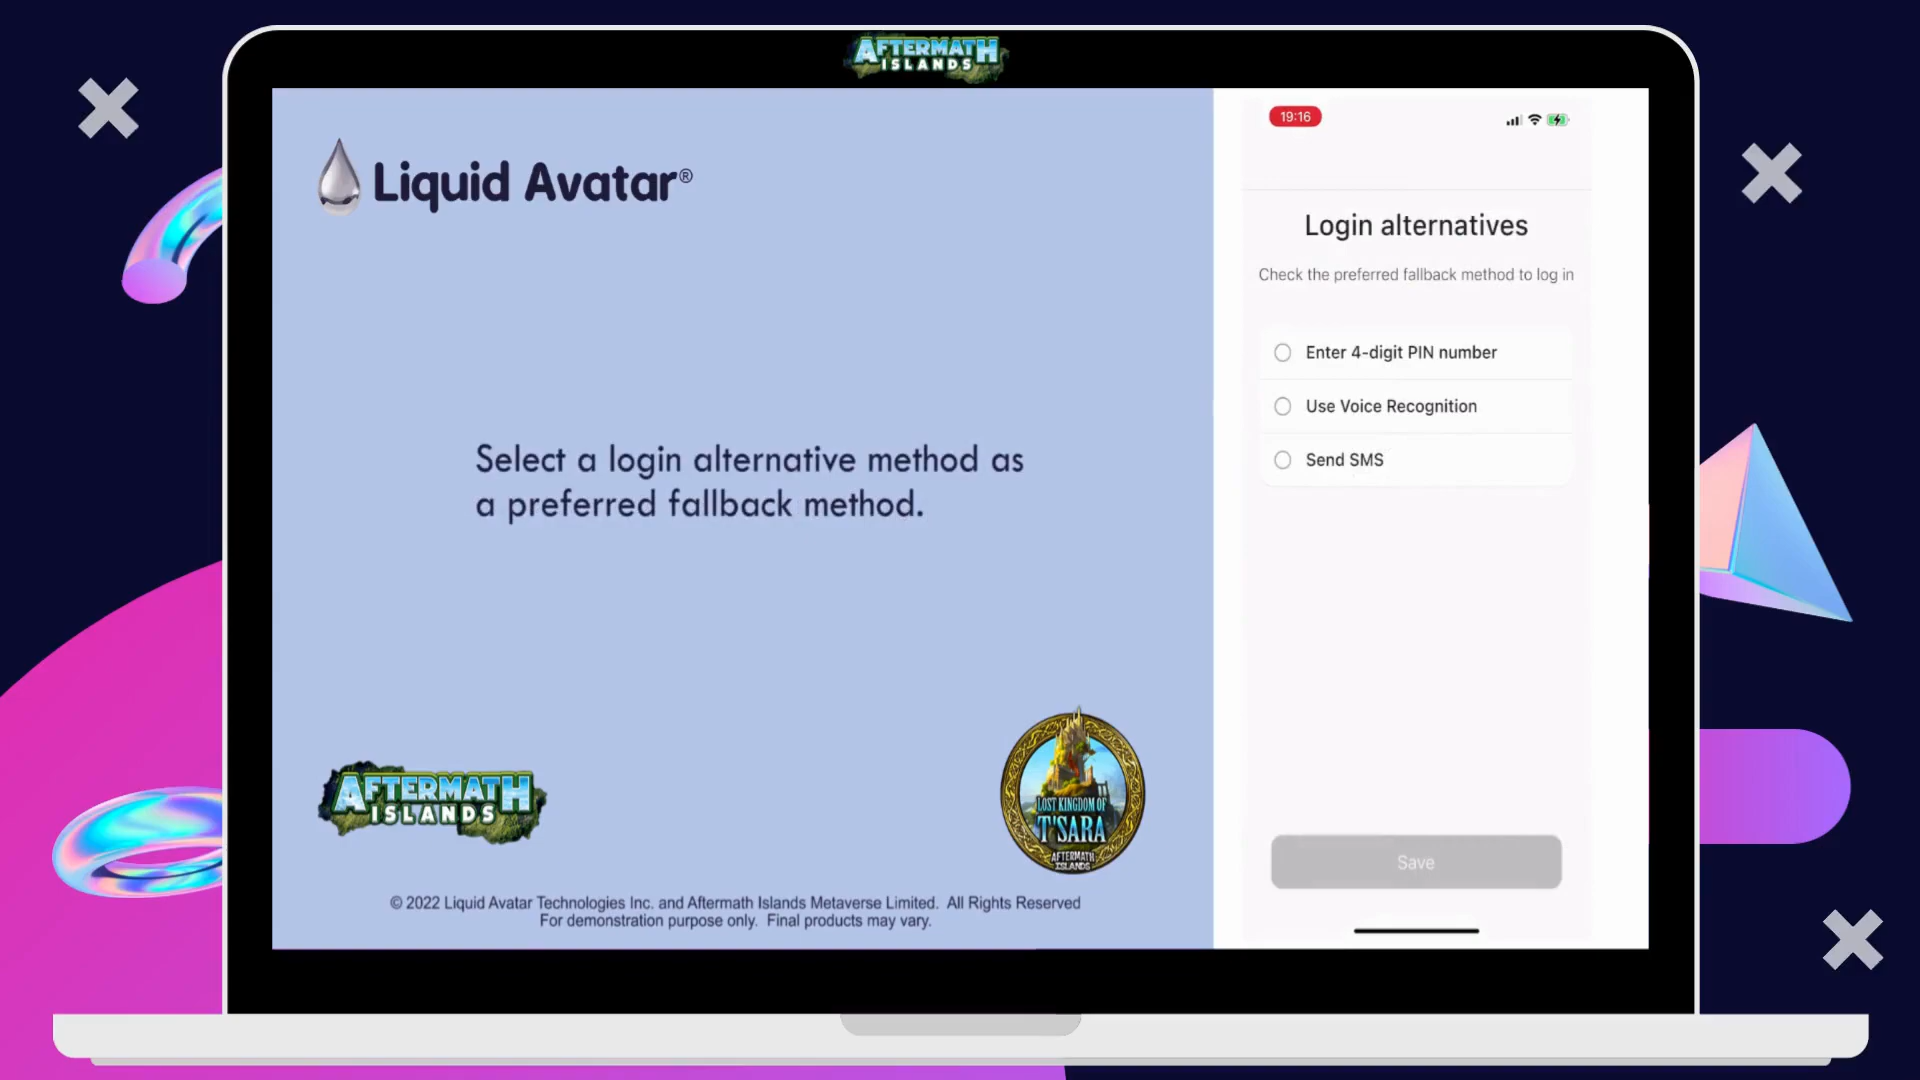 AFTERMATH
ISLANDS
Liquid Avatar®
Select a login alternative method as
a preferred fallback method.
AFTERMATH
ISLANDS
LOST KINGDOM OF
T'SARA
AFTERMATH
ISLANDS
© 2022 Liquid Avatar Technologies Inc. and Aftermath Islands Metaverse Limited. All Rights Reserved
For demonstration purpose only. Final products may vary.
19:16
Login alternatives
Check the preferred fallback method to log in
Enter 4-digit PIN number
Use Voice Recognition
Send SMS
Save